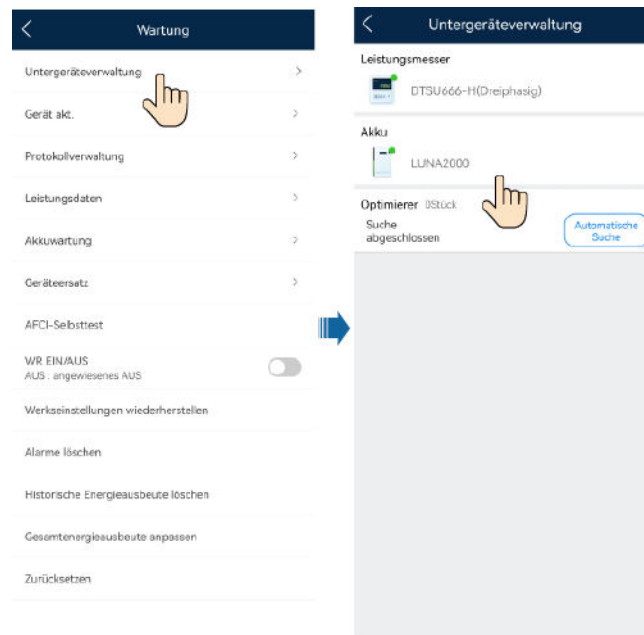 Wartung
Untergeräteverwaltung
Gerät akt.
Protokollverwaltung
Leistungsdaten
Akkuwartung
Geräteersatz
AFCI-Selbsttest
WR EIN/AUS
AUS : angewiesenes AUS
Werkseinstellungen wiederherstellen
Alarme löschen
Historische Energieausbeute löschen
Gesamtenergieausbeute anpassen
Zurücksetzen
Untergeräteverwaltung
Leistungsmesser
DTSU666-H(Dreiphasig)
Akku
LUNA2000
Optimierer 0Stück
Suche
abgeschlossen
Automatische
Suche